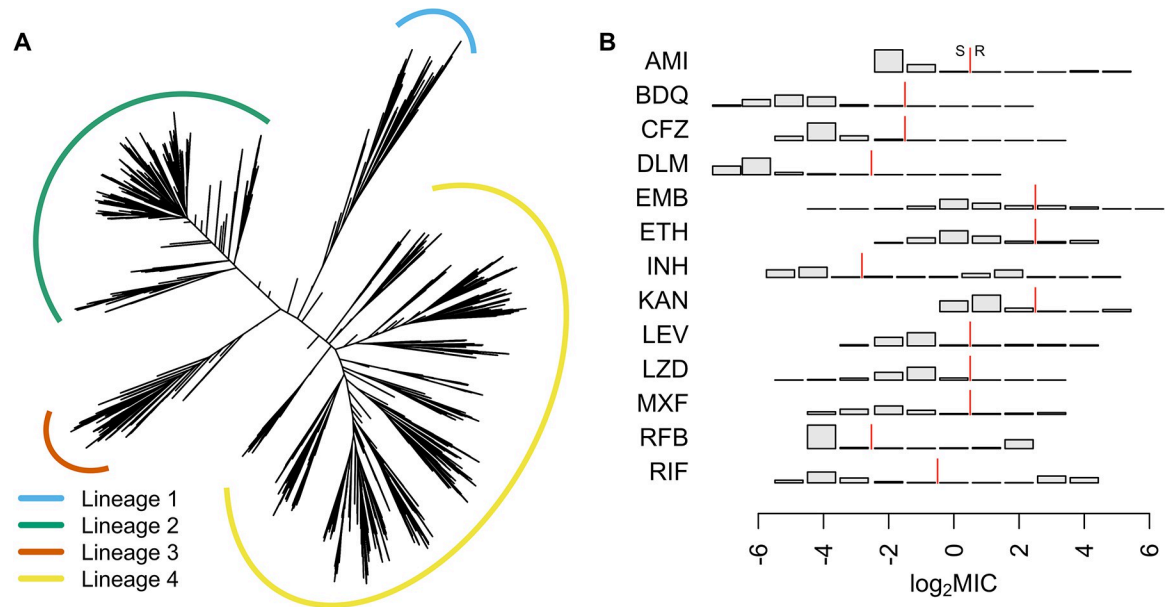 A
Lineage 1
Lineage 2
Lineage 3
Lineage 4
B
S R
AMI
BDQ
CFZ
DLM
EMB
ETH
INH
KAN
LEV
LZD
MXF
RFB
RIF
-6 -4 -2 0 2 4 6
log₂MIC